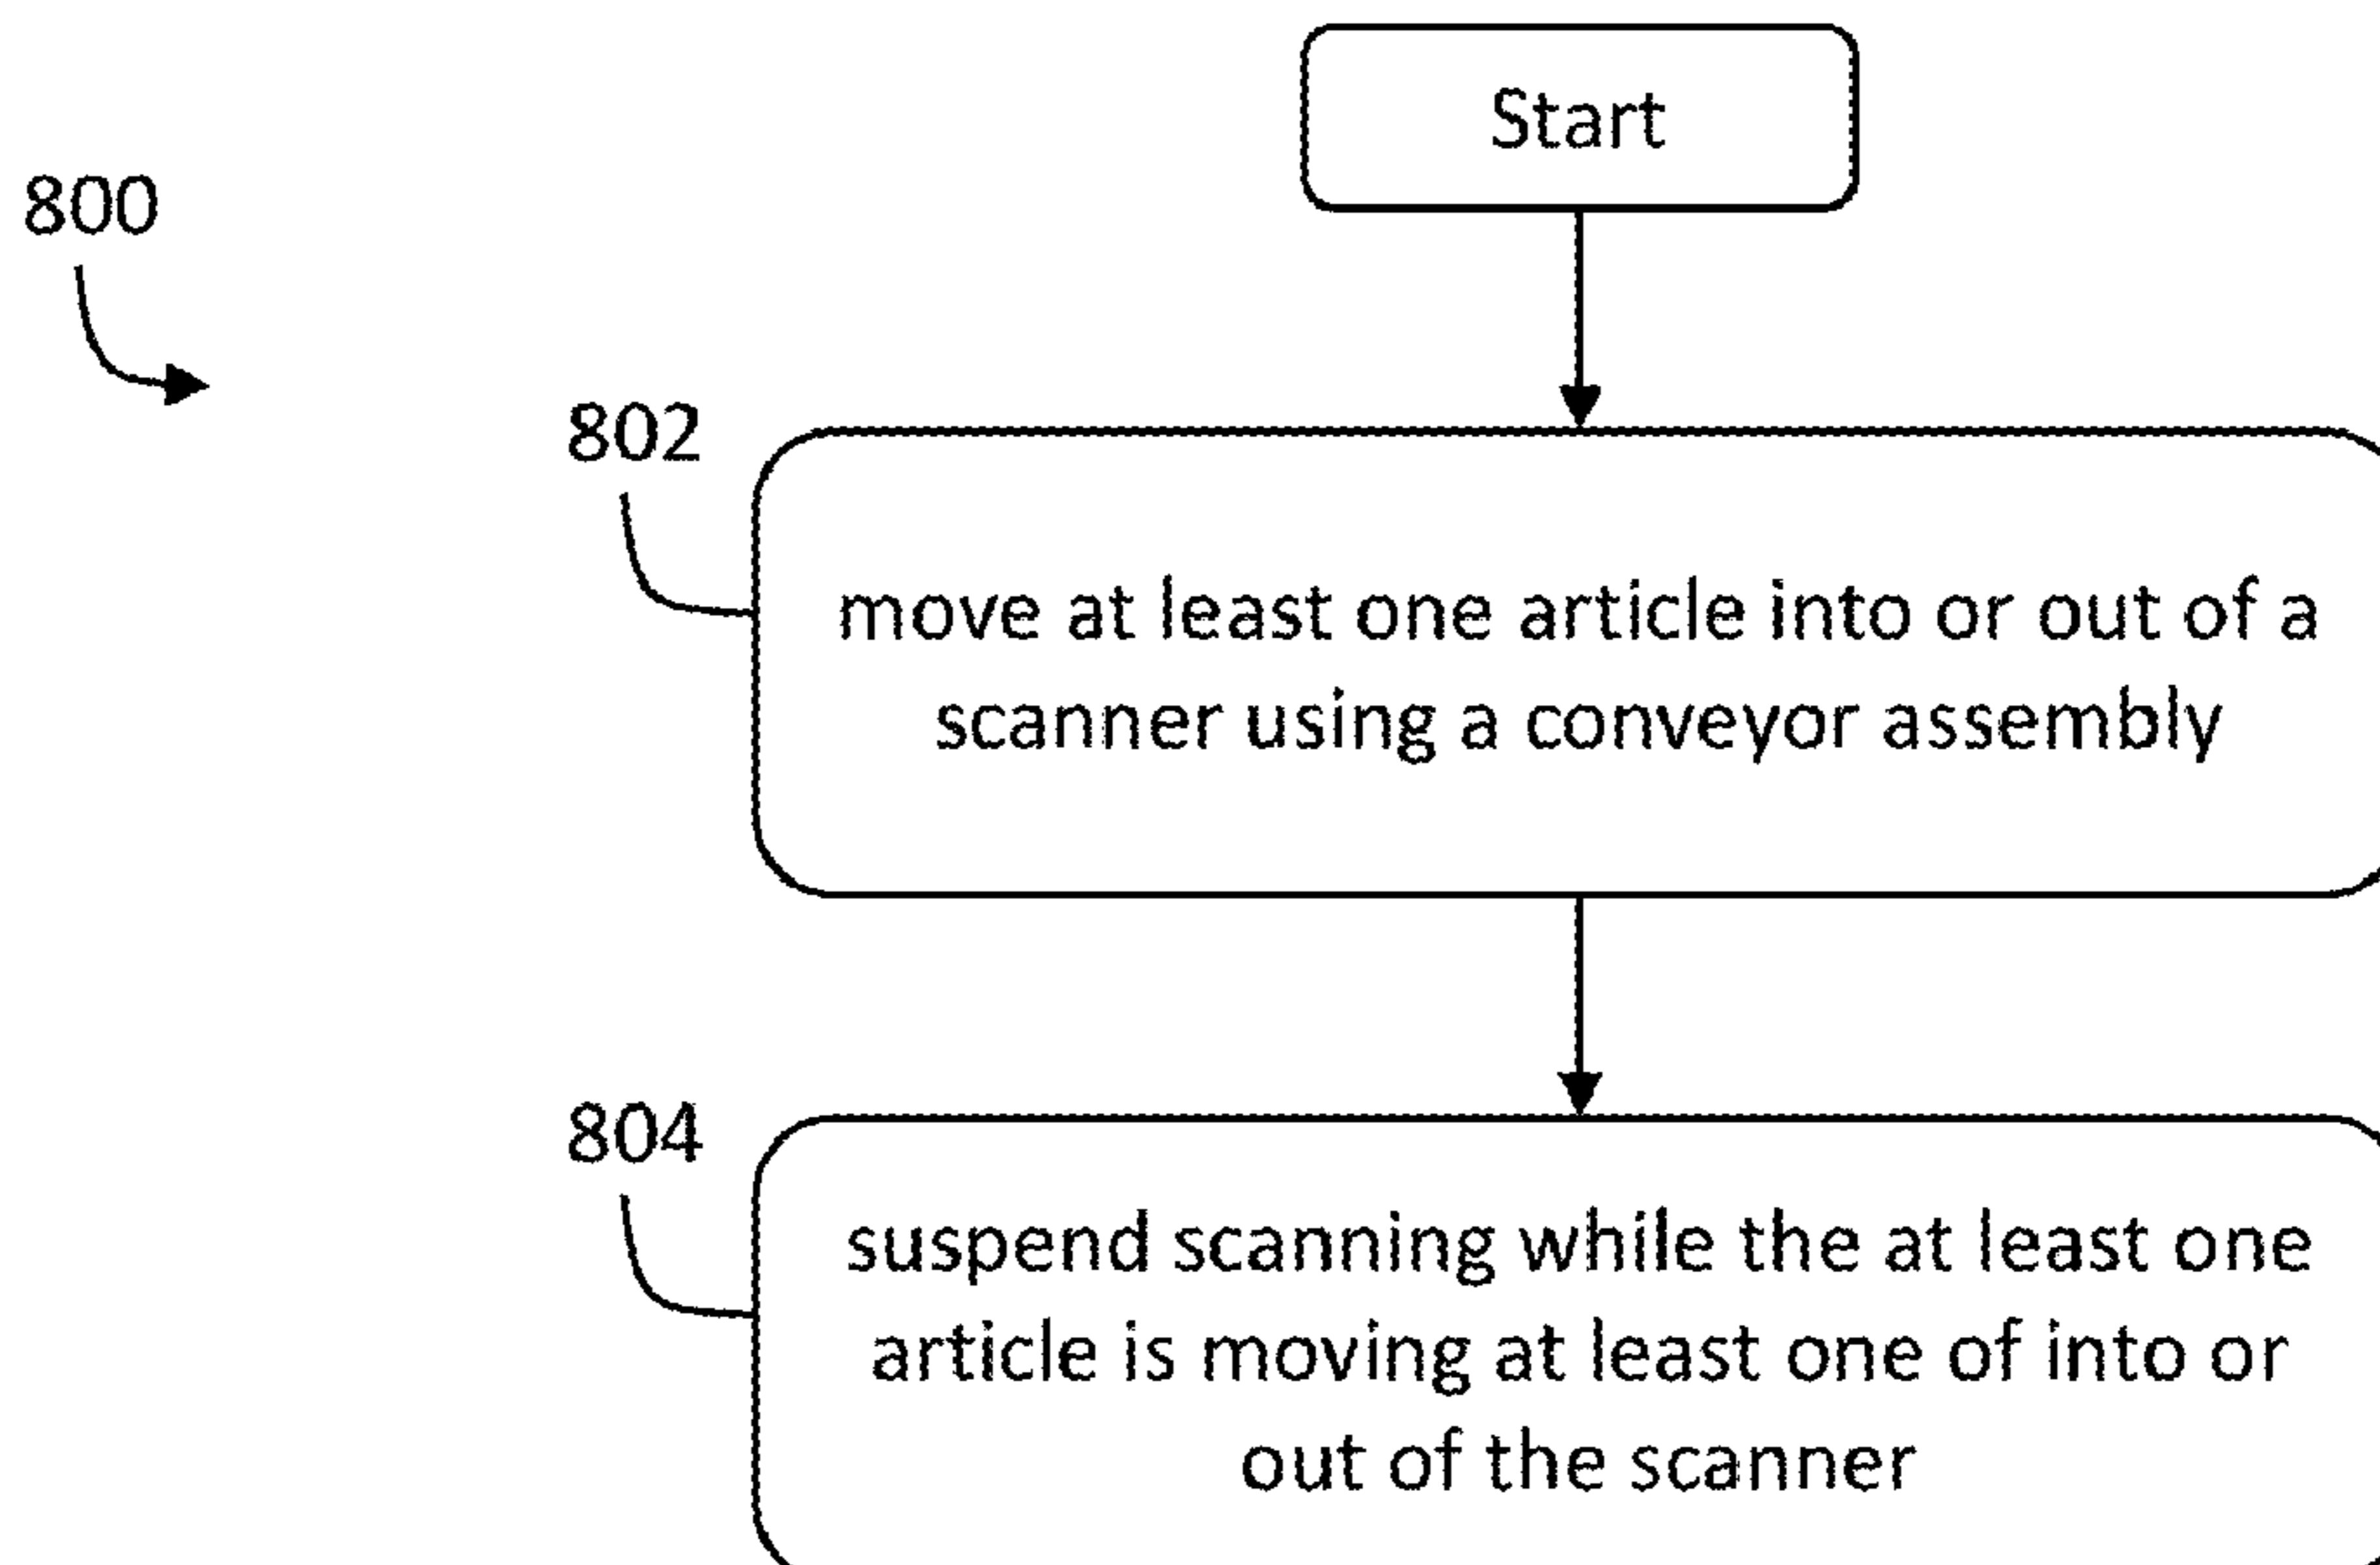 Start
800
802
move at least one article into or out of a
scanner using a conveyor assembly
804
suspend scanning while the at least one
article is moving at least one of into or
out of the scanner